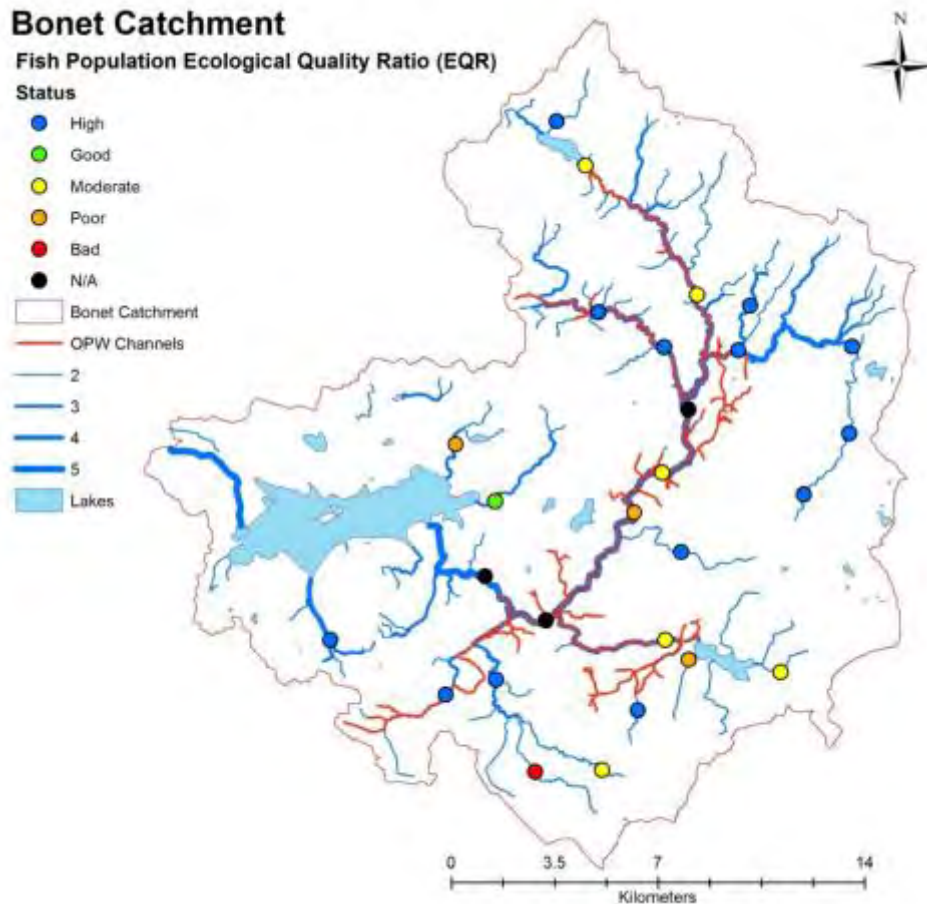 Bonet Catchment
Fish Population Ecological Quality Ratio (EQR)
Status
High
Good
Moderate
Poor
Bad
N/A
Bonet Catchment
OPW Channels
2
3
4
5
Lakes
N
0 3.5 7 14
Kilometers